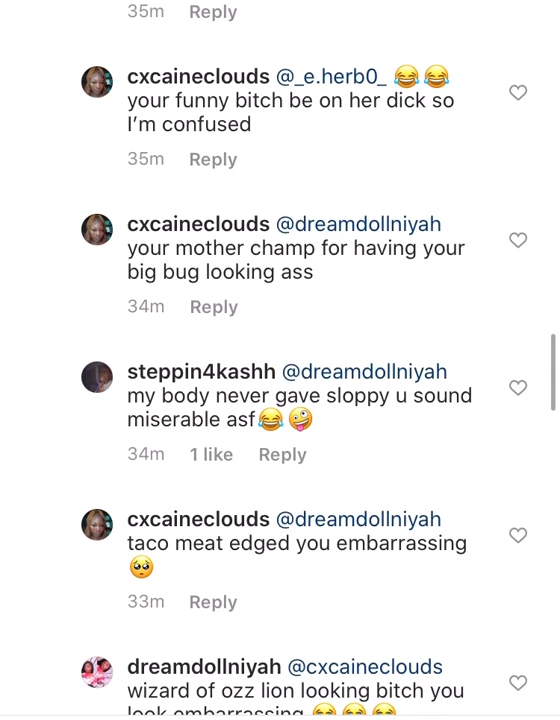 35m Reply
cxcaineclouds @_e.herb0_ 😂😂
your funny bitch be on her dick so
I’m confused
35m Reply
cxcaineclouds @dreamdollniyah
your mother champ for having your
big bug looking ass
34m Reply
steppin4kashh @dreamdollniyah
my body never gave sloppy u sound
miserable asf😂🤪
34m 1 like Reply
cxcaineclouds @dreamdollniyah
taco meat edged you embarrassing
🥺
33m Reply
dreamdollniyah @cxcaineclouds
wizard of ozz lion looking bitch you
look embarrassing 😂😂😂